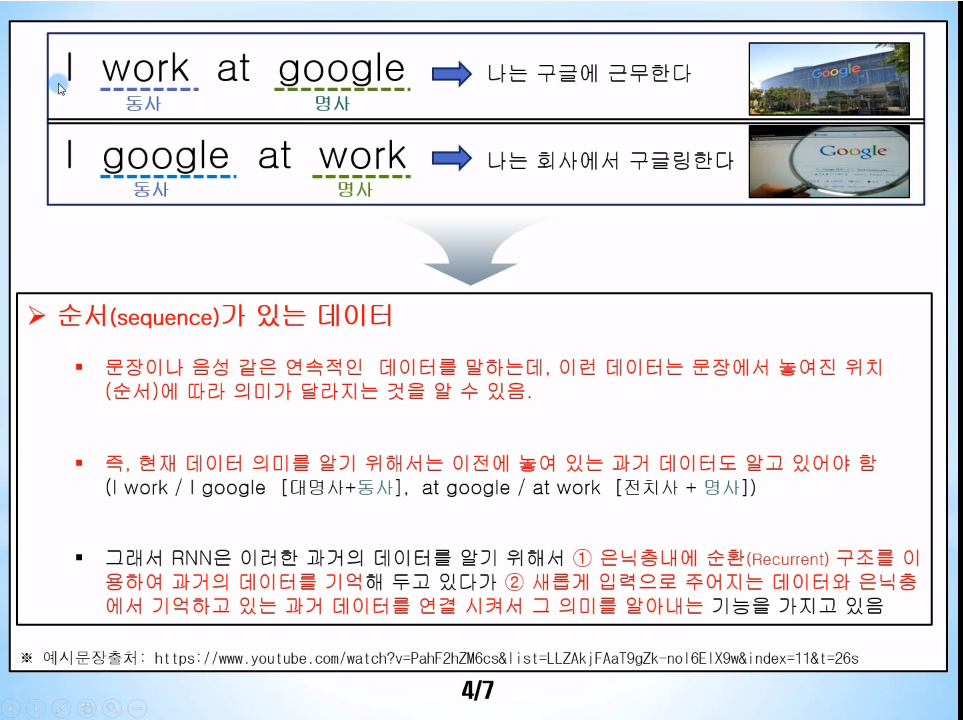 I work at google 나는 구글에 근무한다
동사 명사
Google
I google at work 나는 회사에서 구글링한다
동사 명사
Google
➢ 순서(sequence)가 있는 데이터
▪ 문장이나 음성 같은 연속적인 데이터를 말하는데, 이런 데이터는 문장에서 놓여진 위치
(순서)에 따라 의미가 달라지는 것을 알 수 있음.
▪ 즉, 현재 데이터 의미를 알기 위해서는 이전에 놓여 있는 과거 데이터도 알고 있어야 함
(I work / I google [대명사+동사], at google / at work [전치사 + 명사])
▪ 그래서 RNN은 이러한 과거의 데이터를 알기 위해서 ① 은닉층내에 순환(Recurrent) 구조를 이
용하여 과거의 데이터를 기억해 두고 있다가 ② 새롭게 입력으로 주어지는 데이터와 은닉층
에서 기억하고 있는 과거 데이터를 연결 시켜서 그 의미를 알아내는 기능을 가지고 있음
※ 예시문장출처: https://www.youtube.com/watch?v=PahF2hZM6cs&list=LLZAkjFAaT9gZk-nol6ElX9w&index=11&t=26s
4/7